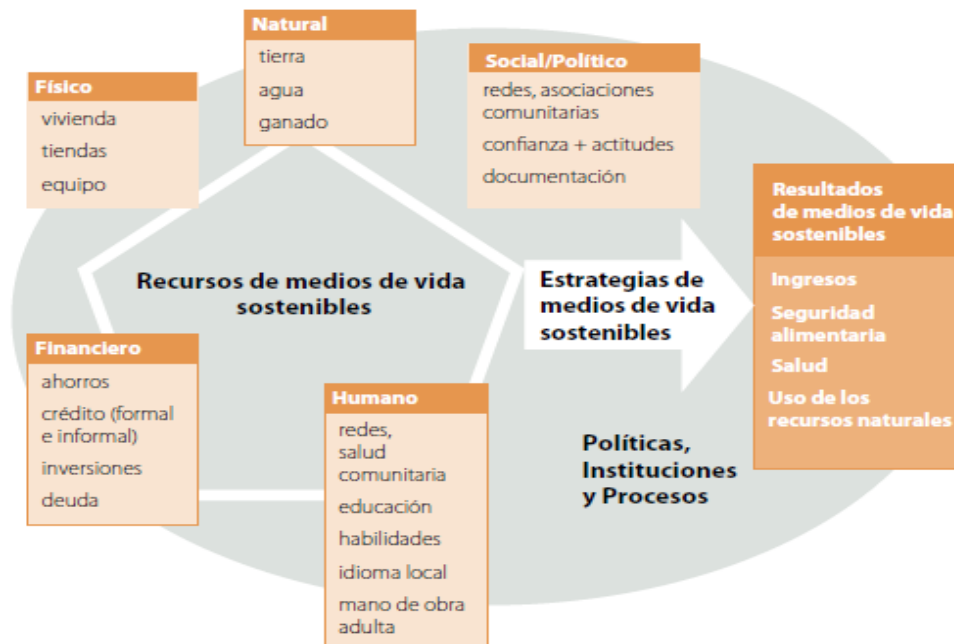 Natural
tierra
agua
ganado
Físico
vivienda
tiendas
equipo
Social/Político
redes, asociaciones
comunitarias
confianza + actitudes
documentación
Recursos de medios de vida
sostenibles
Estrategias de
medios de vida
sostenibles
Resultados
de medios de vida
sostenibles
Ingresos
Seguridad
alimentaria
Salud
Uso de los
recursos naturales
Financiero
ahorros
crédito (formal
e informal)
inversiones
deuda
Humano
redes,
salud
comunitaria
educación
habilidades
idioma local
mano de obra
adulta
Políticas,
Instituciones
y Procesos